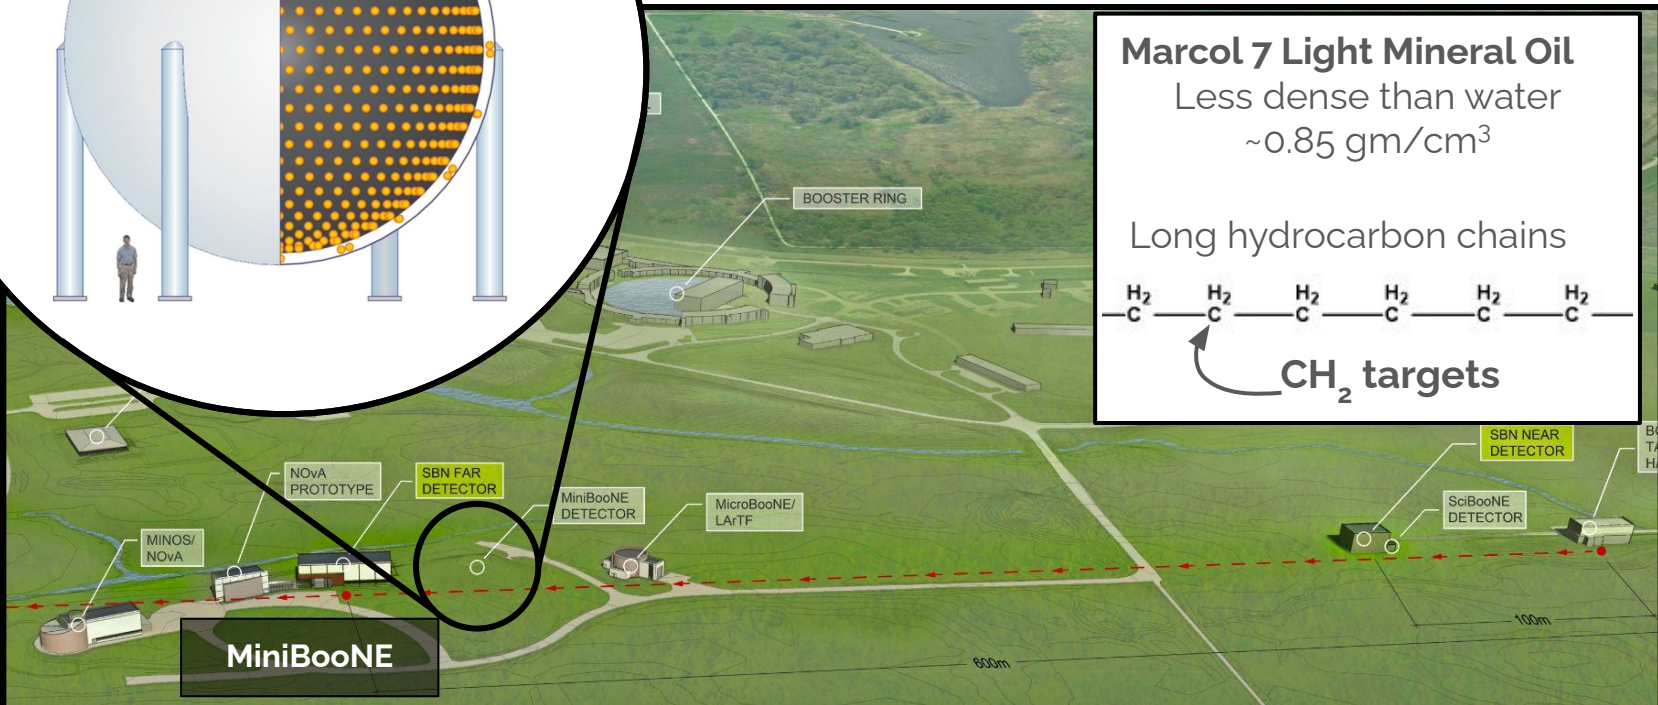 Marcol 7 Light Mineral Oil
Less dense than water
~0.85 gm/cm³
Long hydrocarbon chains
H₂ H₂ H₂ H₂ H₂ H₂
C C C C C C
CH₂ targets
BOOSTER RING
SBN NEAR
DETECTOR
SciBooNE
DETECTOR
NOvA
PROTOTYPE
SBN FAR
DETECTOR
MiniBooNE
DETECTOR
MicroBooNE/
LArTF
MINOS/
NOvA
100m
600m
MiniBooNE